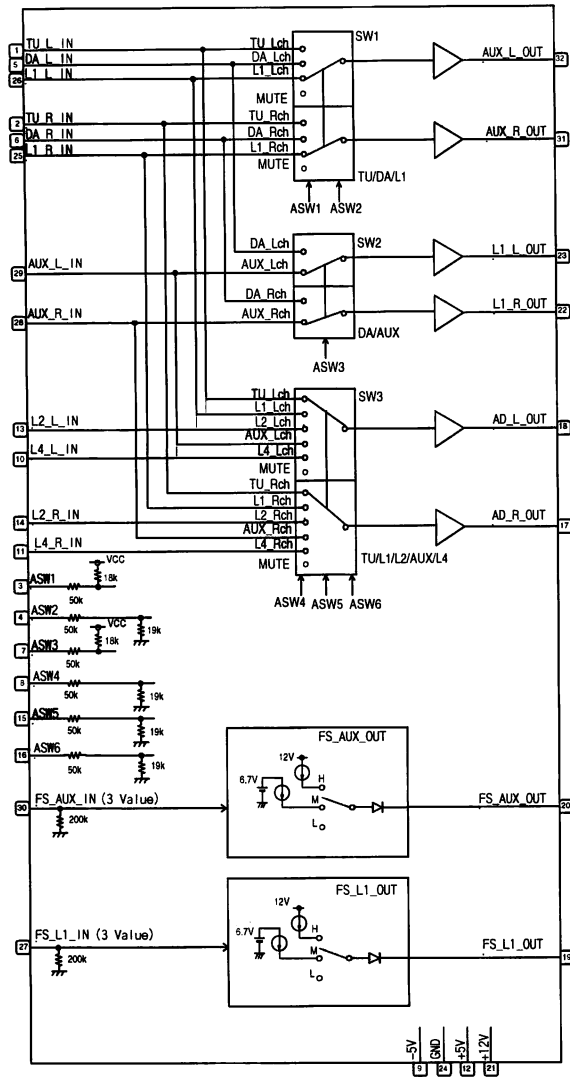 1 TU_L_IN TU_Lch SW1
5 DA_L_IN DA_Lch AUX_L_OUT 32
26 L1_L_IN L1_Lch
MUTE
2 TU_R_IN TU_Rch
6 DA_R_IN DA_Rch AUX_R_OUT 31
25 L1_R_IN L1_Rch
MUTE
TU/DA/L1
ASW1 ASW2
DA_Lch SW2 L1_L_OUT 23
29 AUX_L_IN AUX_Lch
DA_Rch L1_R_OUT 22
28 AUX_R_IN AUX_Rch
DA/AUX
ASW3
TU_Lch SW3
L1_Lch
13 L2_L_IN L2_Lch AD_L_OUT 18
AUX_Lch
10 L4_L_IN L4_Lch
MUTE
TU_Rch
L1_Rch
14 L2_R_IN L2_Rch AD_R_OUT 17
AUX_Rch
11 L4_R_IN L4_Rch
MUTE TU/L1/L2/AUX/L4
ASW4 ASW5 ASW6
VCC
3 ASW1 18k
50k
4 ASW2
50k VCC 19k
7 ASW3 18k
50k
8 ASW4
50k 19k
15 ASW5
50k 19k
16 ASW6
50k 19k
FS_AUX_OUT
12V
6.7V H
M
L
30 FS_AUX_IN (3 Value) FS_AUX_OUT 20
200k
FS_L1_OUT
12V
6.7V H
M
L
27 FS_L1_IN (3 Value) FS_L1_OUT 19
200k
-5V GND +5V +12V
9 24 12 21